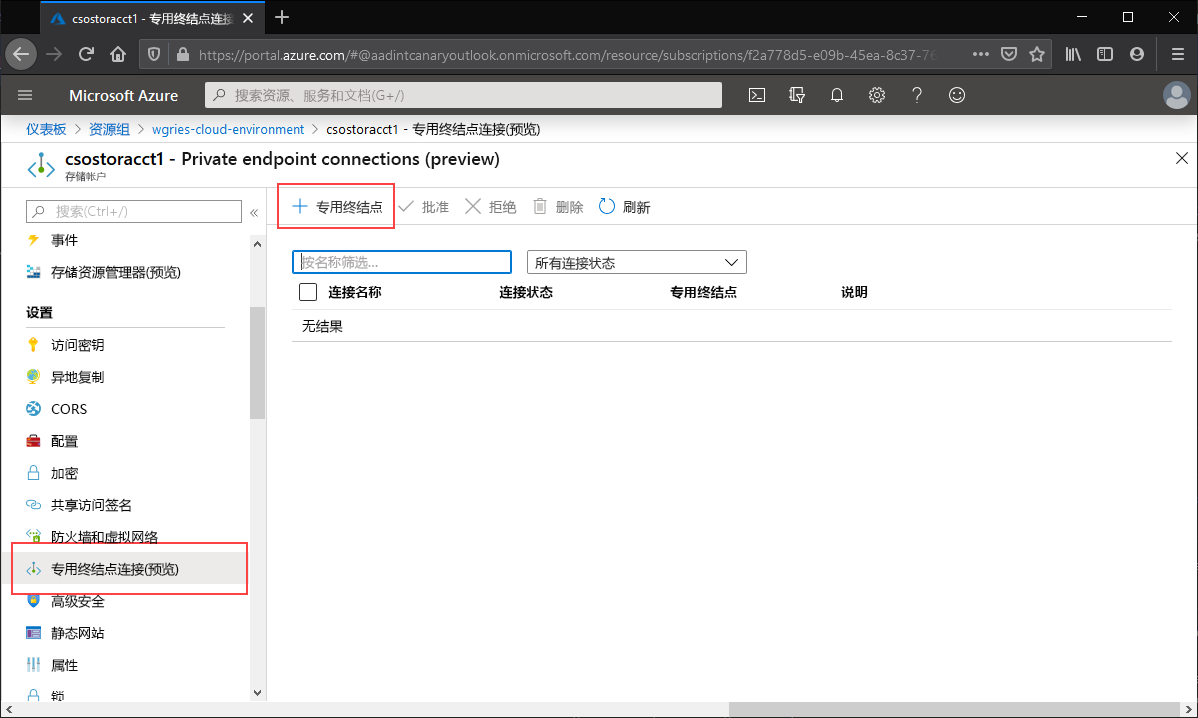 csostoracct1 - 专用终结点连接
https://portal.azure.com/#@aadintcanaryoutlook.onmicrosoft.com/resource/subscriptions/f2a778d5-e09b-45ea-8c37-76
Microsoft Azure
搜索资源、服务和文档(G+/)
仪表板 > 资源组 > wgries-cloud-environment > csostoracct1 - 专用终结点连接(预览)
csostoracct1 - Private endpoint connections (preview)
存储帐户
搜索(Ctrl+/)
事件
存储资源管理器(预览)
设置
访问密钥
异地复制
CORS
配置
加密
共享访问签名
防火墙和虚拟网络
专用终结点连接(预览)
高级安全
静态网站
属性
锁
专用终结点 批准 拒绝 删除 刷新
按名称筛选... 所有连接状态
连接名称 连接状态 专用终结点 说明
无结果